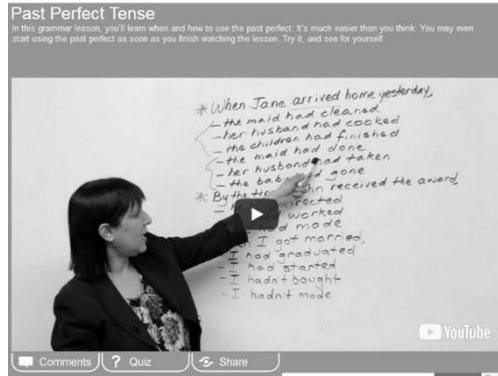 Past Perfect Tense
In this grammar lesson, you'll learn when and how to use the past perfect. It's much easier than you think. You may even
start using the past perfect as soon as you finish watching the lesson. Try it, and see for yourself.
* When Jane arrived home yesterday,
- the maid had cleaned
- her husband had cooked
- the children had finished
- the maid had done
- her husband had taken
- the baby gone
* By the received the award,
directed
worked
had made
I got married,
- I had graduated
- I had started
- I hadn't bought
- I hadn't made
YouTube
Comments ? Quiz Share